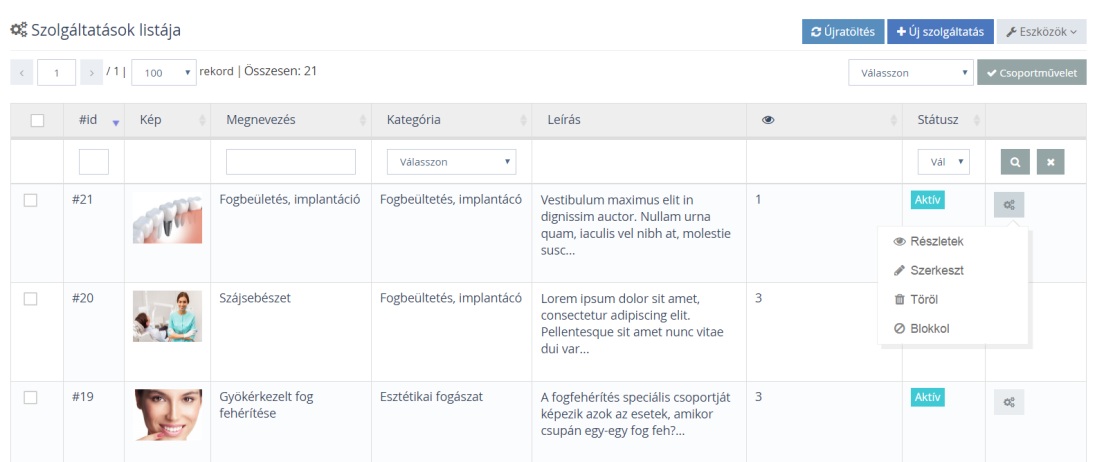 Szolgáltatások listája
Újratöltés
Új szolgáltatás
Eszközök
1 / 1 | 100 rekord | Összesen: 21
Válasszon
Csoportművelet
#id Kép Megnevezés Kategória Leírás Státusz
Válasszon
Vál
#21 Fogbeületés, implantáció Fogbeültetés, implantácó Vestibulum maximus elit in 1 Aktív
dignissim auctor. Nullam urna
quam, iaculis vel nibh at, molestie
susc...
Részletek
Szerkeszt
Töröl
Blokkol
#20 Szájsebészet Fogbeültetés, implantácó Lorem ipsum dolor sit amet, 3
consectetur adipiscing elit.
Pellentesque sit amet nunc vitae
dui var...
#19 Gyökérkezelt fog Esztétikai fogászat A fogfehérítés speciális csoportját 3 Aktív
fehérítése képezik azok az esetek, amikor
csupán egy-egy fog feh?...